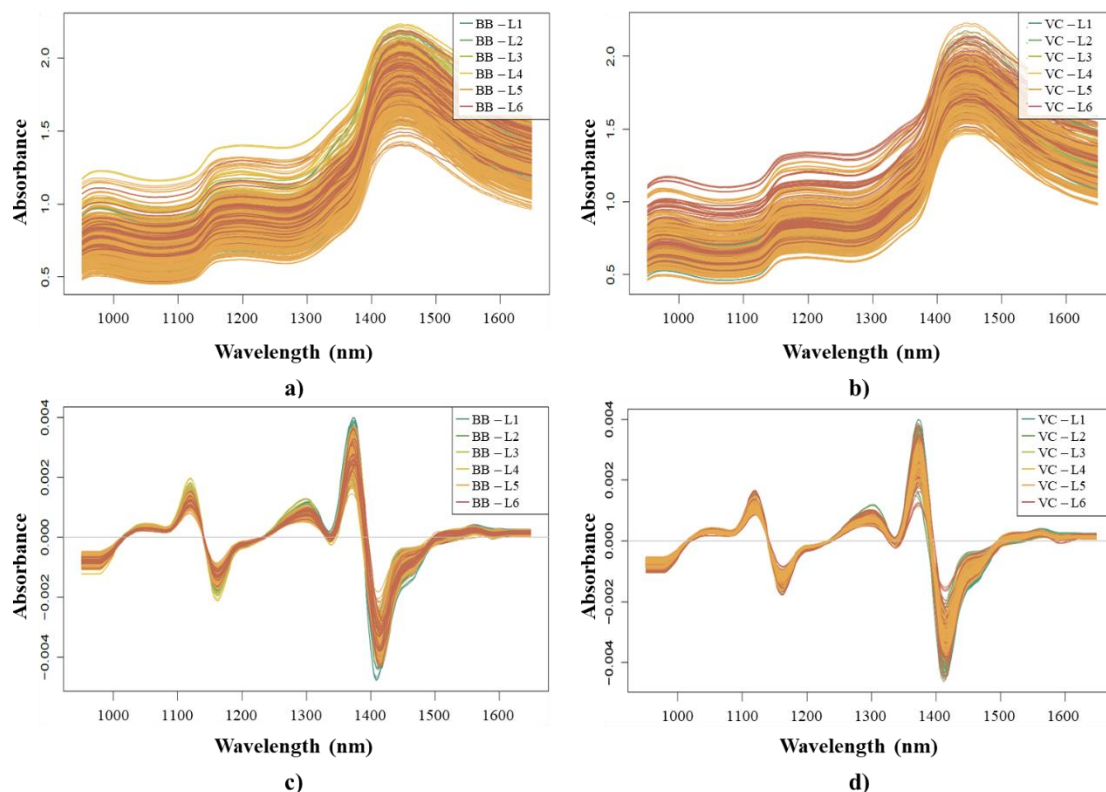 BB – L1
BB – L2
BB – L3
BB – L4
BB – L5
BB – L6
2.0
1.5
1.0
0.5
Absorbance
1000 1100 1200 1300 1400 1500 1600
Wavelength (nm)
a)
VC – L1
VC – L2
VC – L3
VC – L4
VC – L5
VC – L6
2.0
1.5
1.0
0.5
Absorbance
1000 1100 1200 1300 1400 1500 1600
Wavelength (nm)
b)
BB – L1
BB – L2
BB – L3
BB – L4
BB – L5
BB – L6
0.004
0.002
0.000
−0.002
−0.004
Absorbance
1000 1100 1200 1300 1400 1500 1600
Wavelength (nm)
c)
VC – L1
VC – L2
VC – L3
VC – L4
VC – L5
VC – L6
0.004
0.002
0.000
−0.002
−0.004
Absorbance
1000 1100 1200 1300 1400 1500 1600
Wavelength (nm)
d)